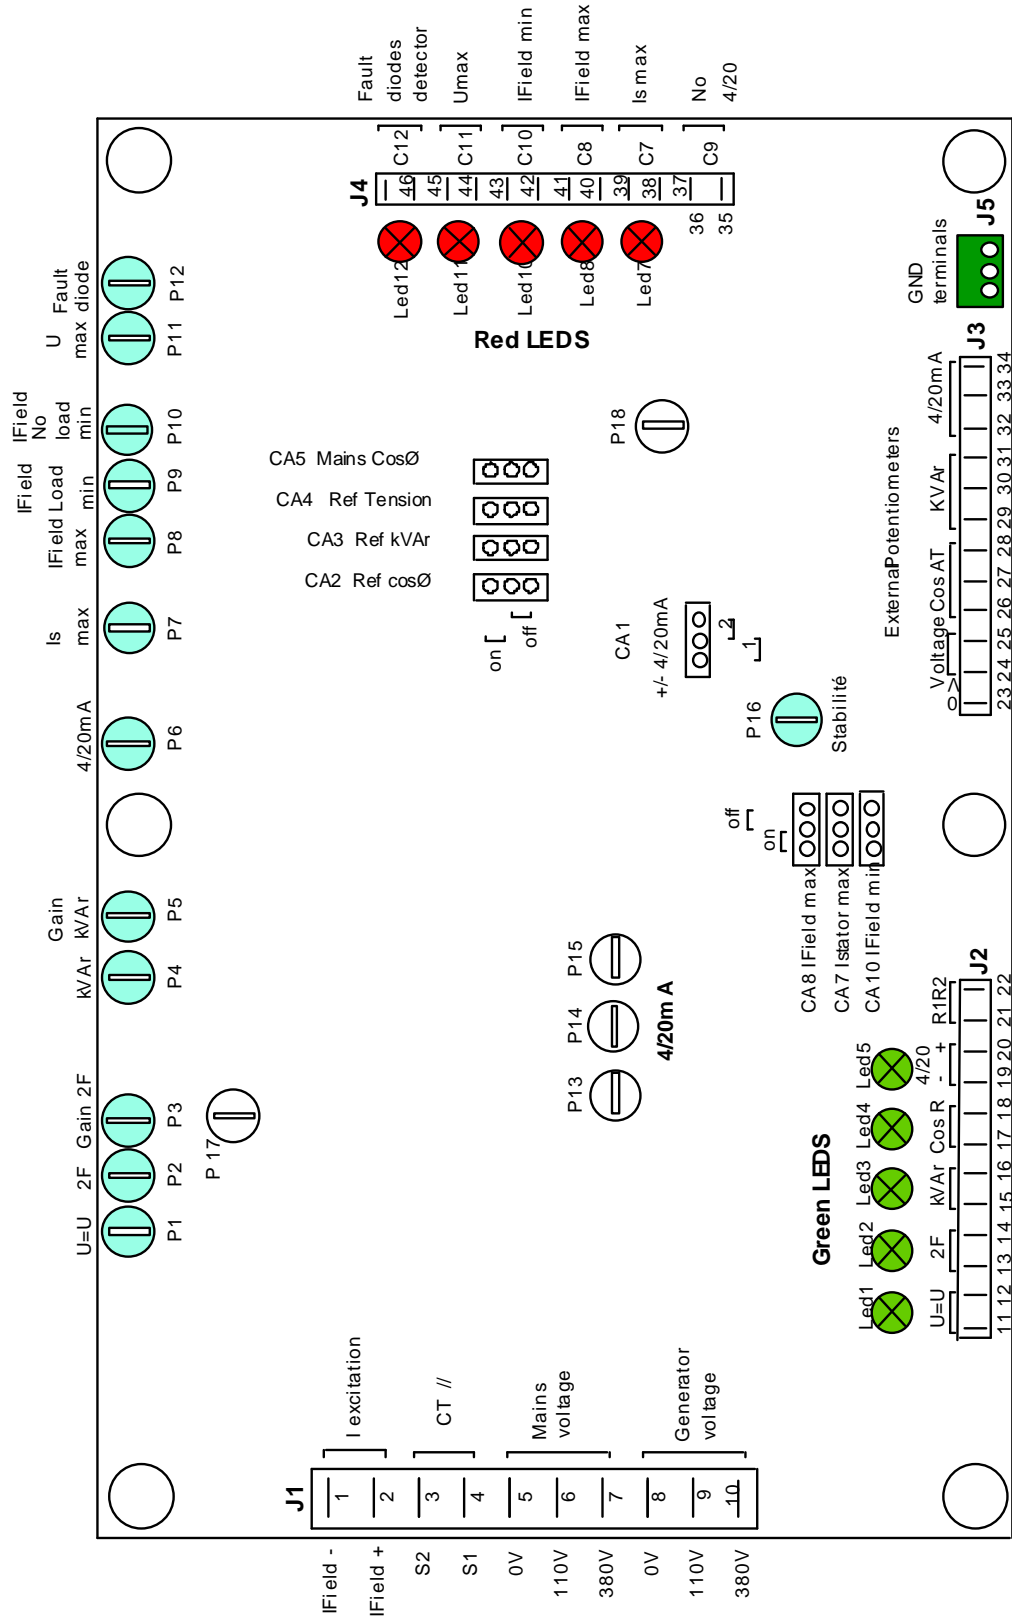 Fault
diodes
detector
Umax
IField min
IField max
Is max
No
4/20
C12
C11
C10
C8
C7
C9
J4
46
45
44
43
42
41
40
39
38
37
36
35
Led12
Led11
Led10
Led8
Led7
Red LEDS
Fault
diode
P12
U
max
P11
IField
No
load
min
P10
IField
Load
min
P9
IField
max
P8
Is
max
P7
4/20mA
P6
Gain
kVAr
P5
kVAr
P4
Gain 2F
P3
2F
P2
U=U
P1
P 17
CA5 Mains CosØ
CA4 Ref Tension
CA3 Ref kVAr
CA2 Ref cosØ
on
off
P18
CA1
+/- 4/20mA
2
1
P16
Stabilité
off
on
CA8 IField max
CA7 Istator max
CA10 IField min
P15
P14
P13
4/20m A
GND
terminals
J5
J3
External Potentiometers
4/20mA
KVAr
CosAT
Voltage
0V
34
33
32
31
30
29
28
27
26
25
24
23
J2
R1R2
4/20
- +
CosR
kVAr
2F
U=U
22
21
20
19
18
17
16
15
14
13
12
11
Led5
Led4
Led3
Led2
Led1
Green LEDS
J1
I excitation
CT //
Mains
voltage
Generator
voltage
1
2
3
4
5
6
7
8
9
10
IField -
IField +
S2
S1
0V
110V
380V
0V
110V
380V